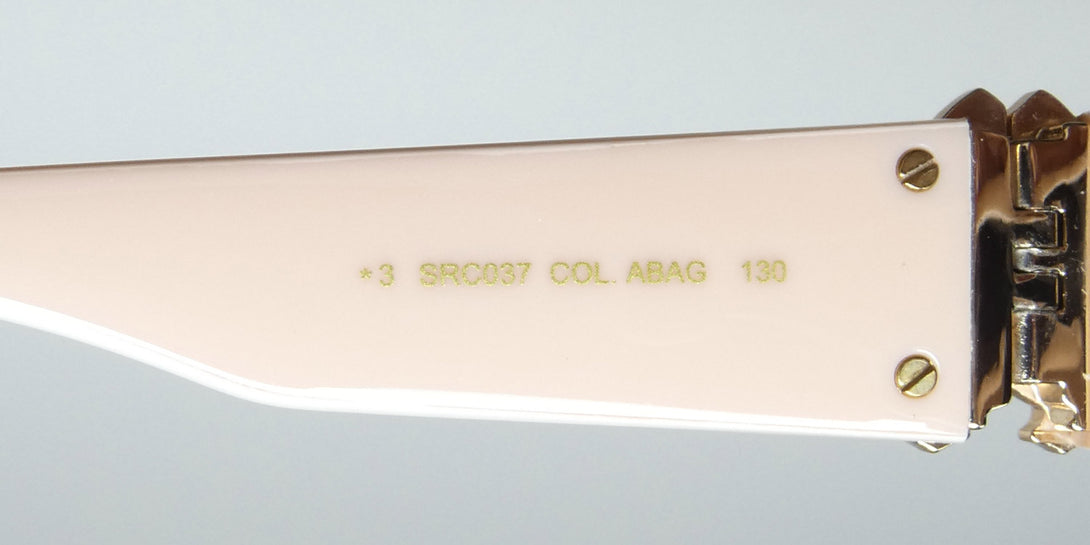 *3 SRC037 COL. ABAG 130